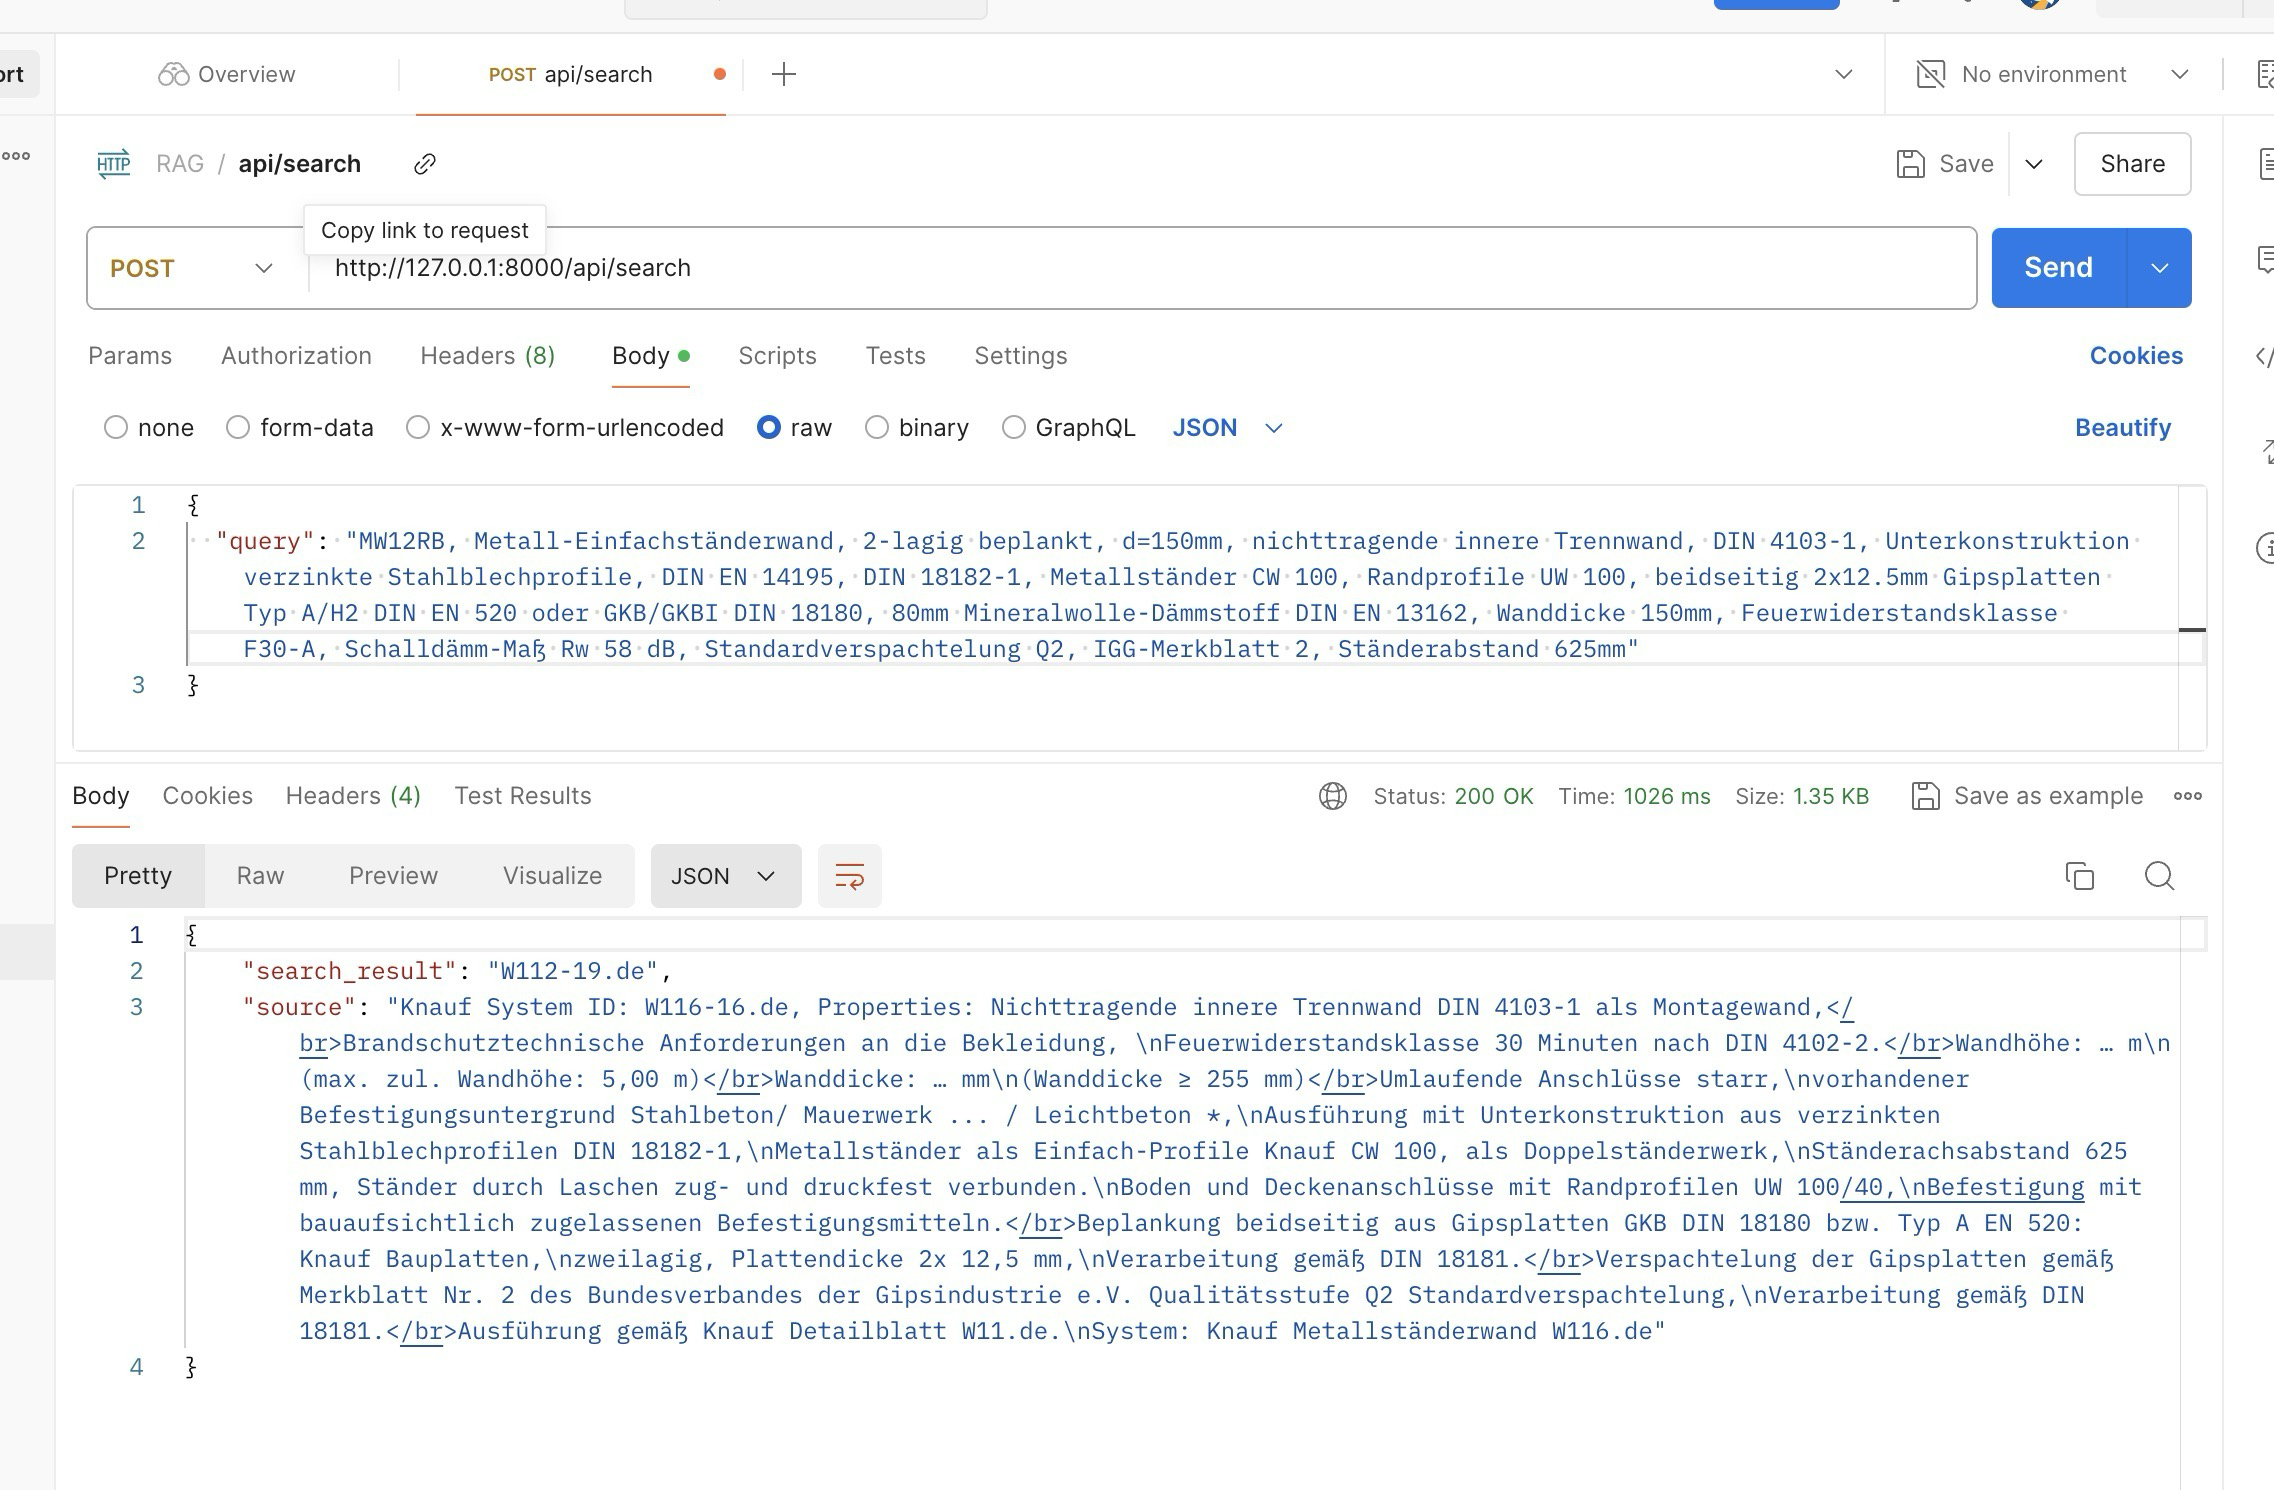 ort
Overview
POST api/search
No environment
HTTP RAG / api/search
Save
Share
Copy link to request
POST
http://127.0.0.1:8000/api/search
Send
Params Authorization Headers (8) Body Scripts Tests Settings Cookies
none form-data x-www-form-urlencoded raw binary GraphQL JSON Beautify
1 {
2 "query": "MW12RB, Metall-Einfachständerwand, 2-lagig beplankt, d=150mm, nichttragende innere Trennwand, DIN 4103-1, Unterkonstruktion
verzinkte Stahlblechprofile, DIN EN 14195, DIN 18182-1, Metallständer CW 100, Randprofile UW 100, beidseitig 2x12.5mm Gipsplatten
Typ A/H2 DIN EN 520 oder GKB/GKBI DIN 18180, 80mm Mineralwolle-Dämmstoff DIN EN 13162, Wanddicke 150mm, Feuerwiderstandsklasse
F30-A, Schalldämm-Maß Rw 58 dB, Standardverspachtelung Q2, IGG-Merkblatt 2, Ständerabstand 625mm"
3 }
Body Cookies Headers (4) Test Results Status: 200 OK Time: 1026 ms Size: 1.35 KB Save as example
Pretty Raw Preview Visualize JSON
1 {
2 "search_result": "W112-19.de",
3 "source": "Knauf System ID: W116-16.de, Properties: Nichttragende innere Trennwand DIN 4103-1 als Montagewand,</
br>Brandschutztechnische Anforderungen an die Bekleidung, \nFeuerwiderstandsklasse 30 Minuten nach DIN 4102-2.</br>Wandhöhe: … m\n
(max. zul. Wandhöhe: 5,00 m)</br>Wanddicke: … mm\n(Wanddicke ≥ 255 mm)</br>Umlaufende Anschlüsse starr,\nvorhandener
Befestigungsuntergrund Stahlbeton/ Mauerwerk ... / Leichtbeton *,\nAusführung mit Unterkonstruktion aus verzinkten
Stahlblechprofilen DIN 18182-1,\nMetallständer als Einfach-Profile Knauf CW 100, als Doppelständerwerk,\nStänderachsabstand 625
mm, Ständer durch Laschen zug- und druckfest verbunden.\nBoden und Deckenanschlüsse mit Randprofilen UW 100/40,\nBefestigung mit
bauaufsichtlich zugelassenen Befestigungsmitteln.</br>Beplankung beidseitig aus Gipsplatten GKB DIN 18180 bzw. Typ A EN 520:
Knauf Bauplatten,\nzweilagig, Plattendicke 2x 12,5 mm,\nVerarbeitung gemäß DIN 18181.</br>Verspachtelung der Gipsplatten gemäß
Merkblatt Nr. 2 des Bundesverbandes der Gipsindustrie e.V. Qualitätsstufe Q2 Standardverspachtelung,\nVerarbeitung gemäß DIN
18181.</br>Ausführung gemäß Knauf Detailblatt W11.de.\nSystem: Knauf Metallständerwand W116.de"
4 }